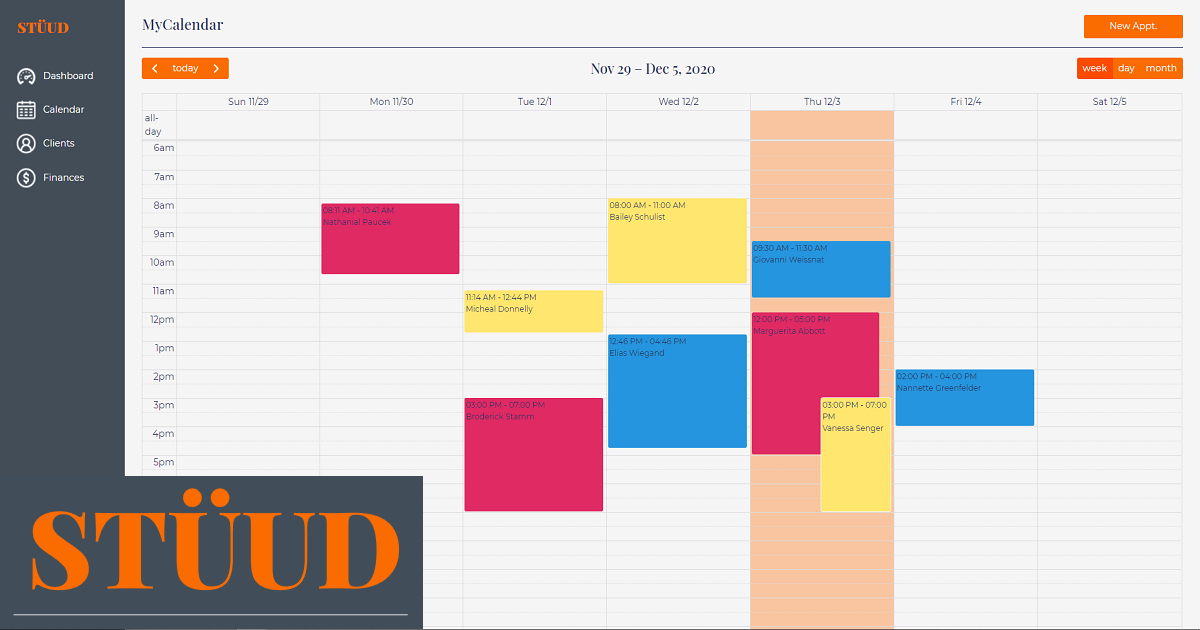 STÜUD
MyCalendar
New Appt.
Dashboard
Calendar
Clients
Finances
today
Nov 29 – Dec 5, 2020
week day month
Sun 11/29 Mon 11/30 Tue 12/1 Wed 12/2 Thu 12/3 Fri 12/4 Sat 12/5
all-
day
6am
7am
8am
9am
10am
11am
12pm
1pm
2pm
3pm
4pm
5pm
08:11 AM - 10:41 AM
Nathanial Paucek
11:14 AM - 12:44 PM
Micheal Donnelly
03:00 PM - 07:00 PM
Broderick Stamm
08:00 AM - 11:00 AM
Bailey Schulist
12:46 PM - 04:46 PM
Elias Wiegand
09:30 AM - 11:30 AM
Giovanni Weissnat
12:00 PM - 05:00 PM
Marguerita Abbott
03:00 PM - 07:00
PM
Vanessa Senger
02:00 PM - 04:00 PM
Nannette Greenfelder
STÜUD